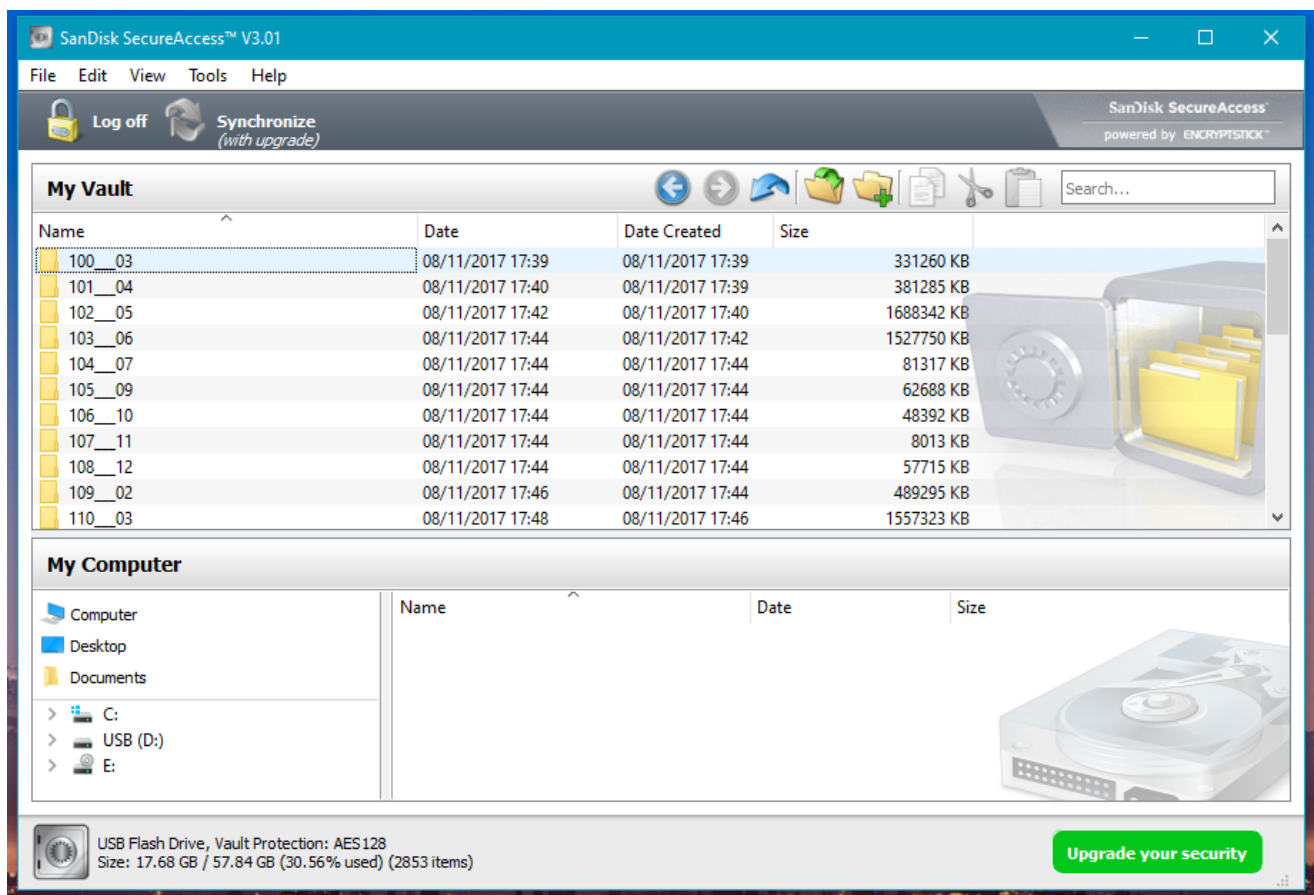 SanDisk SecureAccess™ V3.01
File Edit View Tools Help
Log off Synchronize
(with upgrade)
SanDisk SecureAccess™
powered by ENCRYPTSTICK™
My Vault Search...
Name Date Date Created Size
100__03 08/11/2017 17:39 08/11/2017 17:39 331260 KB
101__04 08/11/2017 17:40 08/11/2017 17:39 381285 KB
102__05 08/11/2017 17:42 08/11/2017 17:40 1688342 KB
103__06 08/11/2017 17:44 08/11/2017 17:42 1527750 KB
104__07 08/11/2017 17:44 08/11/2017 17:44 81317 KB
105__09 08/11/2017 17:44 08/11/2017 17:44 62688 KB
106__10 08/11/2017 17:44 08/11/2017 17:44 48392 KB
107__11 08/11/2017 17:44 08/11/2017 17:44 8013 KB
108__12 08/11/2017 17:44 08/11/2017 17:44 57715 KB
109__02 08/11/2017 17:46 08/11/2017 17:44 489295 KB
110__03 08/11/2017 17:48 08/11/2017 17:46 1557323 KB
My Computer
Name Date Size
Computer
Desktop
Documents
C:
USB (D:)
E:
USB Flash Drive, Vault Protection: AES128
Size: 17.68 GB / 57.84 GB (30.56% used) (2853 items)
Upgrade your security